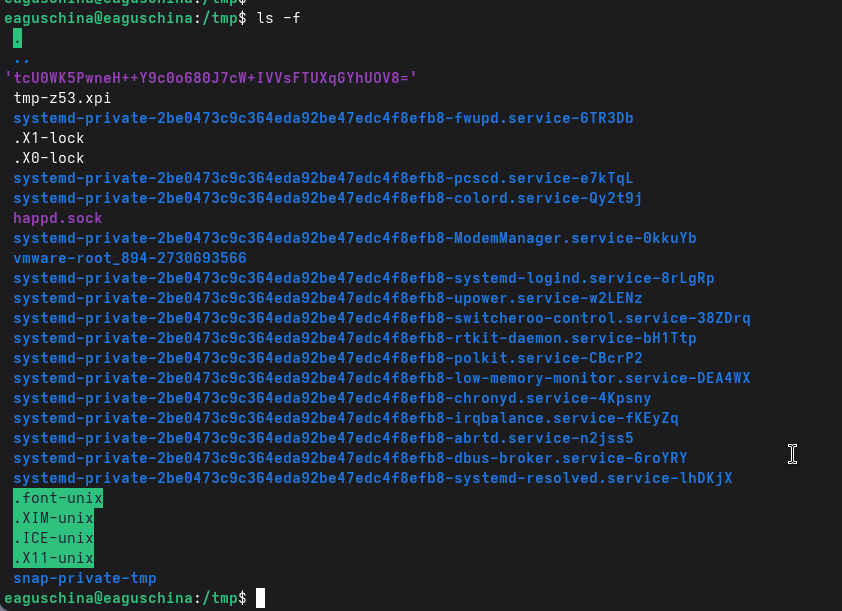 eaguschina@eaguschina:/tmp$ ls -f
.
..
'tcU0WK5PwneH++Y9c0o680J7cW+IVVsFTUXqGYhUOV8='
tmp-z53.xpi
systemd-private-2be0473c9c364eda92be47edc4f8efb8-fwupd.service-6TR3Db
.X1-lock
.X0-lock
systemd-private-2be0473c9c364eda92be47edc4f8efb8-pcscd.service-e7kTqL
systemd-private-2be0473c9c364eda92be47edc4f8efb8-colord.service-Qy2t9j
happd.sock
systemd-private-2be0473c9c364eda92be47edc4f8efb8-ModemManager.service-0kkuYb
vmware-root_894-2730693566
systemd-private-2be0473c9c364eda92be47edc4f8efb8-systemd-logind.service-8rLgRp
systemd-private-2be0473c9c364eda92be47edc4f8efb8-upower.service-w2LENz
systemd-private-2be0473c9c364eda92be47edc4f8efb8-switcheroo-control.service-38ZDrq
systemd-private-2be0473c9c364eda92be47edc4f8efb8-rtkit-daemon.service-bH1Ttp
systemd-private-2be0473c9c364eda92be47edc4f8efb8-polkit.service-CBcrP2
systemd-private-2be0473c9c364eda92be47edc4f8efb8-low-memory-monitor.service-DEA4WX
systemd-private-2be0473c9c364eda92be47edc4f8efb8-chronyd.service-4Kpsny
systemd-private-2be0473c9c364eda92be47edc4f8efb8-irqbalance.service-fKEyZq
systemd-private-2be0473c9c364eda92be47edc4f8efb8-abrtd.service-n2jss5
systemd-private-2be0473c9c364eda92be47edc4f8efb8-dbus-broker.service-6roYRY
systemd-private-2be0473c9c364eda92be47edc4f8efb8-systemd-resolved.service-lhDKjX
.font-unix
.XIM-unix
.ICE-unix
.X11-unix
snap-private-tmp
eaguschina@eaguschina:/tmp$